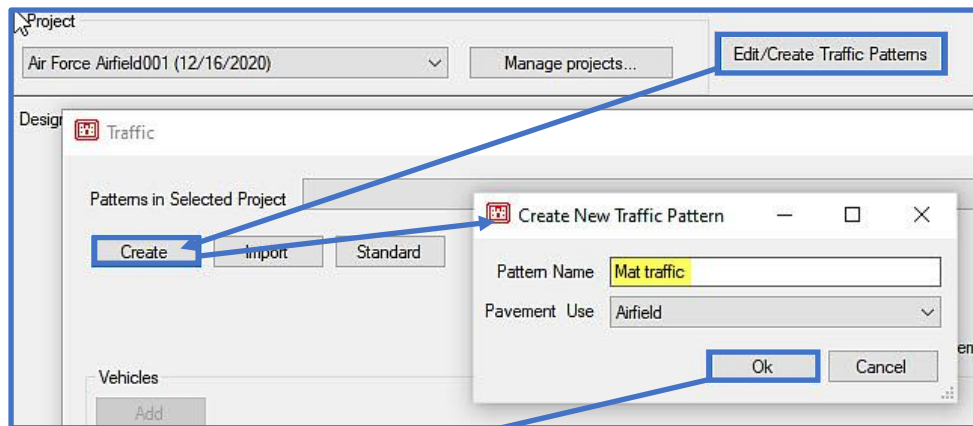 Project
Air Force Airfield001 (12/16/2020)
Manage projects...
Edit/Create Traffic Patterns
Traffic
Patterns in Selected Project
Create
Import
Standard
Create New Traffic Pattern
Pattern Name
Mat traffic
Pavement Use
Airfield
Ok
Cancel
Vehicles
Add